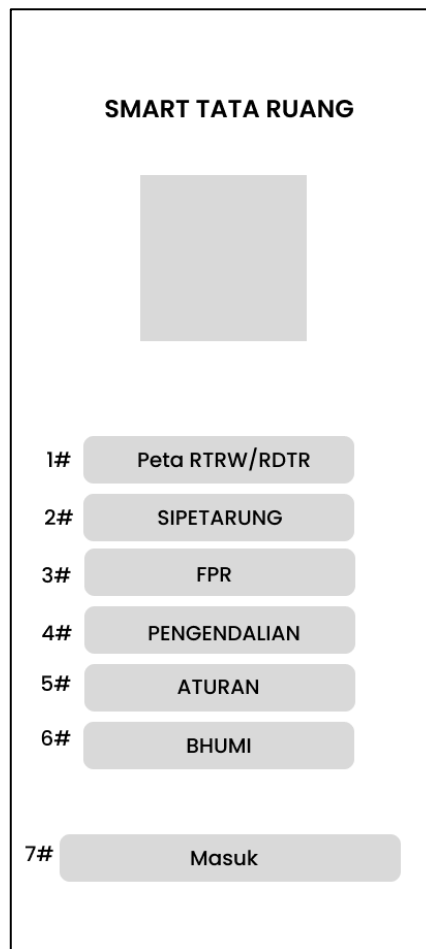 SMART TATA RUANG
1# Peta RTRW/RDTR
2# SIPETARUNG
3# FPR
4# PENGENDALIAN
5# ATURAN
6# BHUMI
7# Masuk